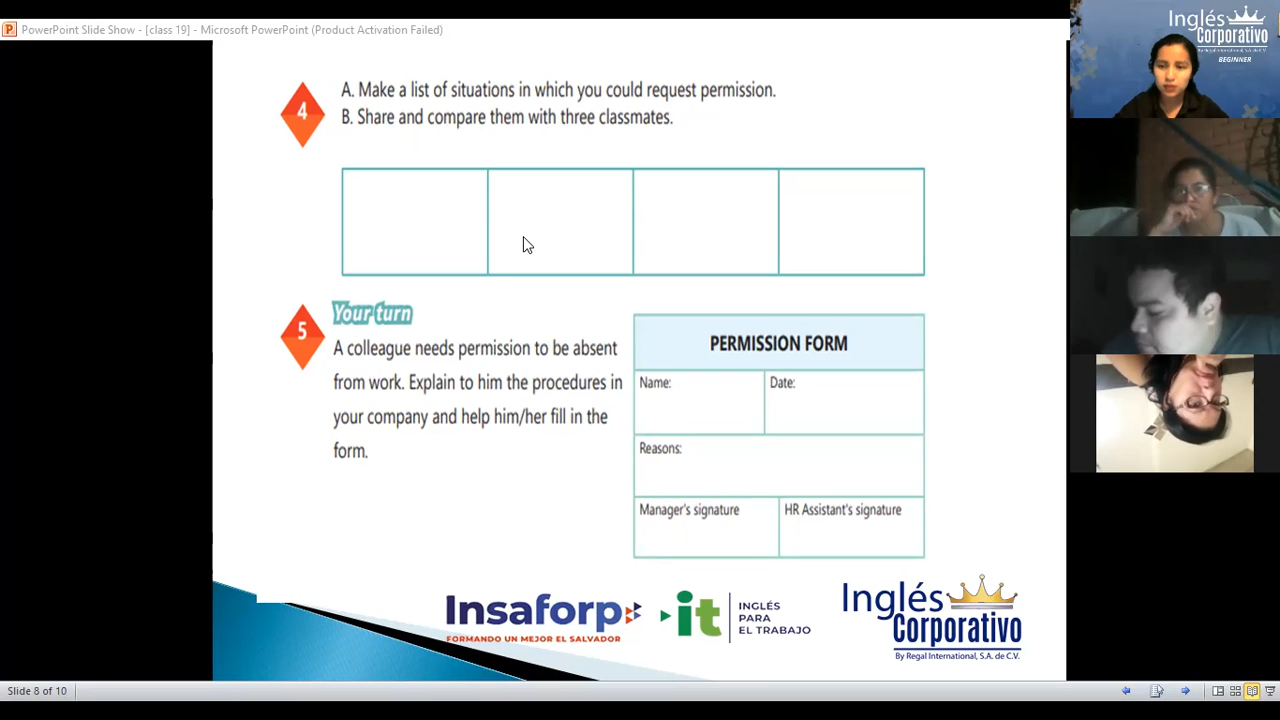 PowerPoint Slide Show - [class 19] - Microsoft PowerPoint (Product Activation Failed)
Inglés
Corporativo
By Regal International, S.A. de C.V.
BEGINNER
4
A. Make a list of situations in which you could request permission.
B. Share and compare them with three classmates.
5
Your turn
A colleague needs permission to be absent
from work. Explain to him the procedures in
your company and help him/her fill in the
form.
PERMISSION FORM
Name:
Date:
Reasons:
Manager's signature
HR Assistant's signature
Insaforp
FORMANDO UN MEJOR EL SALVADOR
it
INGLÉS
PARA
EL TRABAJO
Inglés
Corporativo
By Regal International, S.A. de C.V.
Slide 8 of 10